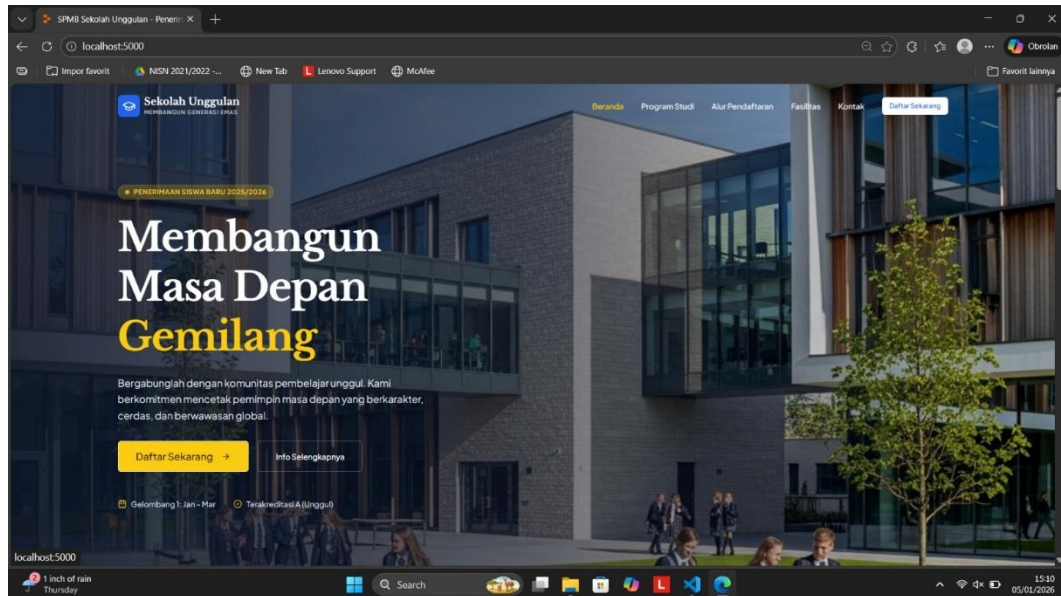 SPMB Sekolah Unggulan - Penerim
localhost:5000
Obrolan
Impor favorit
NISN 2021/2022 -...
New Tab
Lenovo Support
McAfee
Favorit lainnya
Sekolah Unggulan
MEMBANGUN GENERASI EMAS
Beranda
Program Studi
Alur Pendaftaran
Fasilitas
Kontak
Daftar Sekarang
PENERIMAAN SISWA BARU 2025/2026
Membangun
Masa Depan
Gemilang
Bergabunglah dengan komunitas pembelajar unggul. Kami
berkomitmen mencetak pemimpin masa depan yang berkarakter,
cerdas, dan berwawasan global.
Daftar Sekarang →
Info Selengkapnya
Gelombang 1: Jan - Mar
Terakreditasi A (Unggul)
localhost:5000
2
1 inch of rain
Thursday
Search
L
15:10
05/01/2026